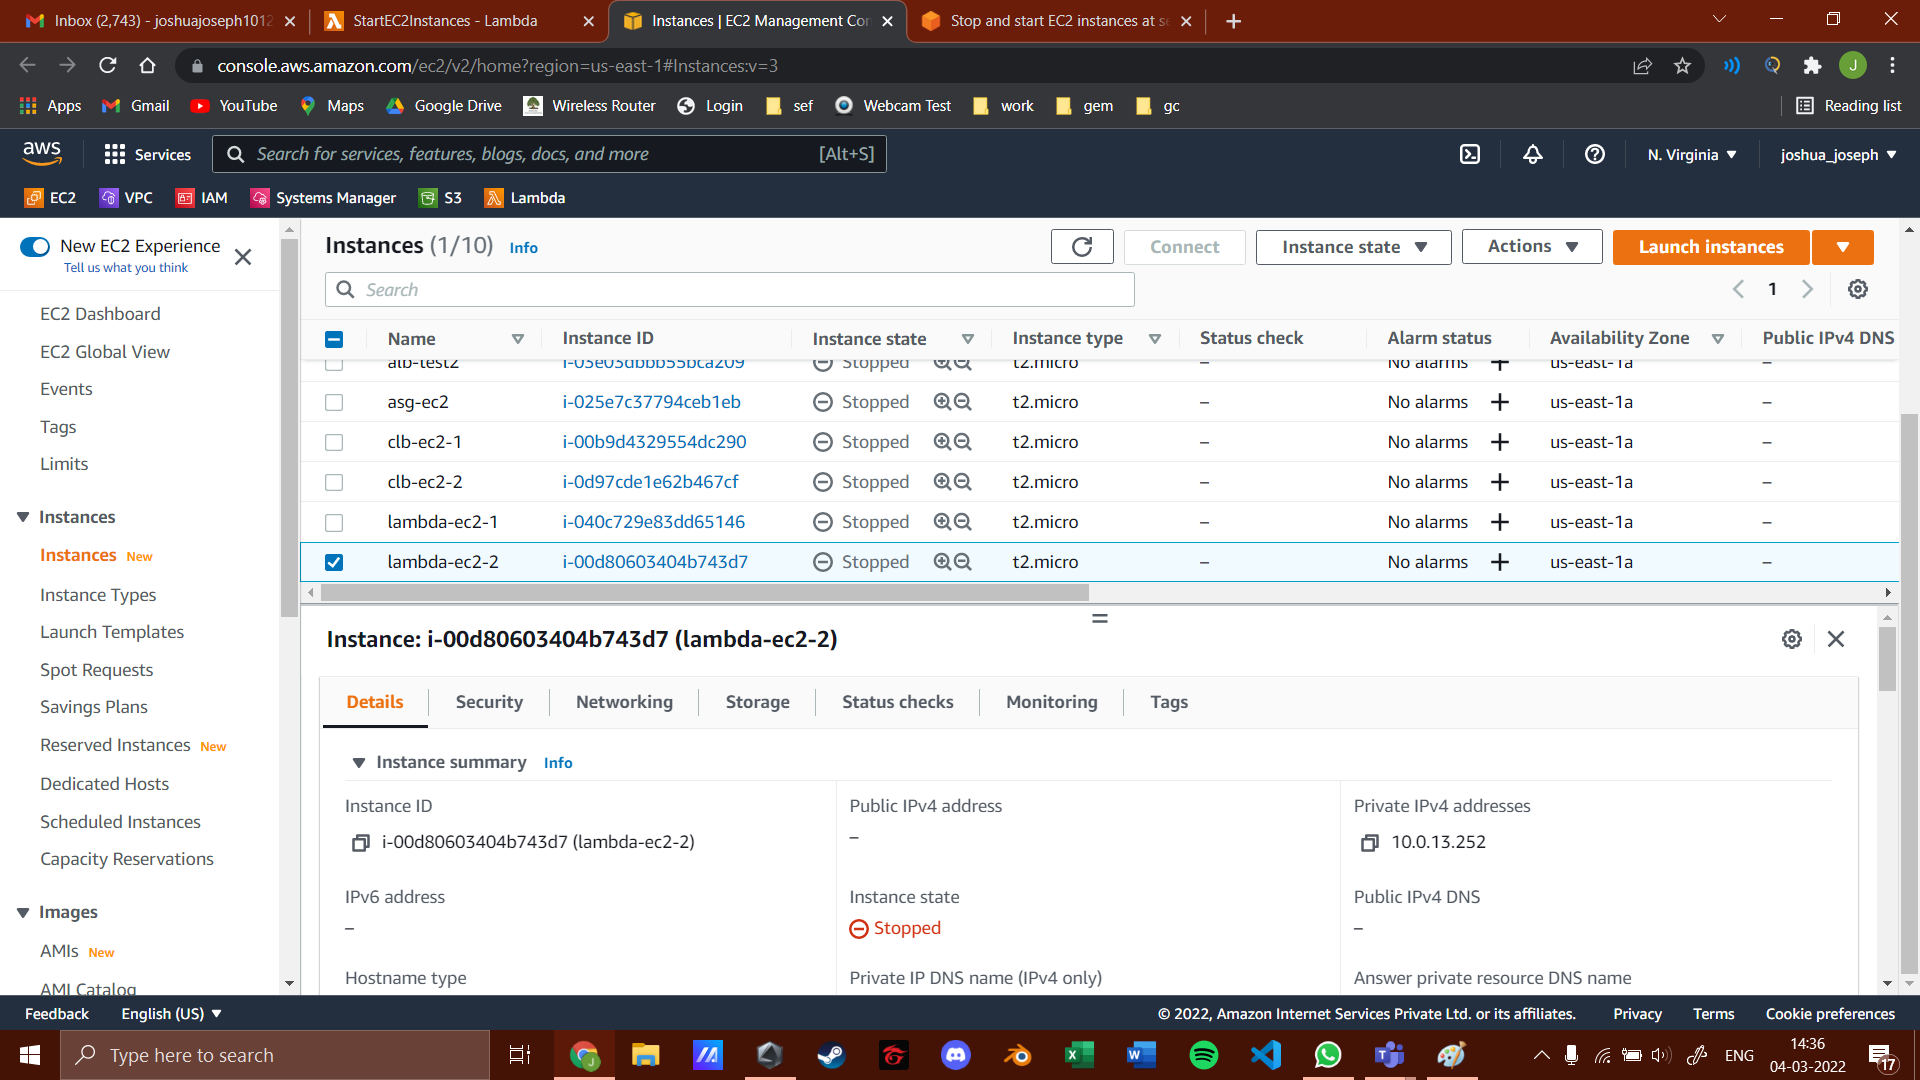 Inbox (2,743) - joshuajoseph1012
StartEC2Instances - Lambda
Instances | EC2 Management Con
Stop and start EC2 instances at se
console.aws.amazon.com/ec2/v2/home?region=us-east-1#Instances:v=3
J
Apps
Gmail
YouTube
Maps
Google Drive
Wireless Router
Login
sef
Webcam Test
work
gem
gc
Reading list
aws
Services
Search for services, features, blogs, docs, and more
[Alt+S]
N. Virginia
joshua_joseph
EC2
VPC
IAM
Systems Manager
S3
Lambda
New EC2 Experience
Tell us what you think
EC2 Dashboard
EC2 Global View
Events
Tags
Limits
Instances
Instances New
Instance Types
Launch Templates
Spot Requests
Savings Plans
Reserved Instances New
Dedicated Hosts
Scheduled Instances
Capacity Reservations
Images
AMIs New
AMI Catalog
Instances (1/10) Info
Connect
Instance state
Actions
Launch instances
Search
1
Name Instance ID Instance state Instance type Status check Alarm status Availability Zone Public IPv4 DNS
alb-test2 i-03e03dbbb55bca209 Stopped t2.micro – No alarms + us-east-1a –
asg-ec2 i-025e7c37794ceb1eb Stopped t2.micro – No alarms + us-east-1a –
clb-ec2-1 i-00b9d4329554dc290 Stopped t2.micro – No alarms + us-east-1a –
clb-ec2-2 i-0d97cde1e62b467cf Stopped t2.micro – No alarms + us-east-1a –
lambda-ec2-1 i-040c729e83dd65146 Stopped t2.micro – No alarms + us-east-1a –
lambda-ec2-2 i-00d80603404b743d7 Stopped t2.micro – No alarms + us-east-1a –
Instance: i-00d80603404b743d7 (lambda-ec2-2)
Details
Security
Networking
Storage
Status checks
Monitoring
Tags
Instance summary Info
Instance ID
i-00d80603404b743d7 (lambda-ec2-2)
Public IPv4 address
–
Private IPv4 addresses
10.0.13.252
IPv6 address
–
Instance state
Stopped
Public IPv4 DNS
–
Hostname type
Private IP DNS name (IPv4 only)
Answer private resource DNS name
Feedback
English (US)
© 2022, Amazon Internet Services Private Ltd. or its affiliates.
Privacy
Terms
Cookie preferences
Type here to search
ENG
14:36
04-03-2022
17